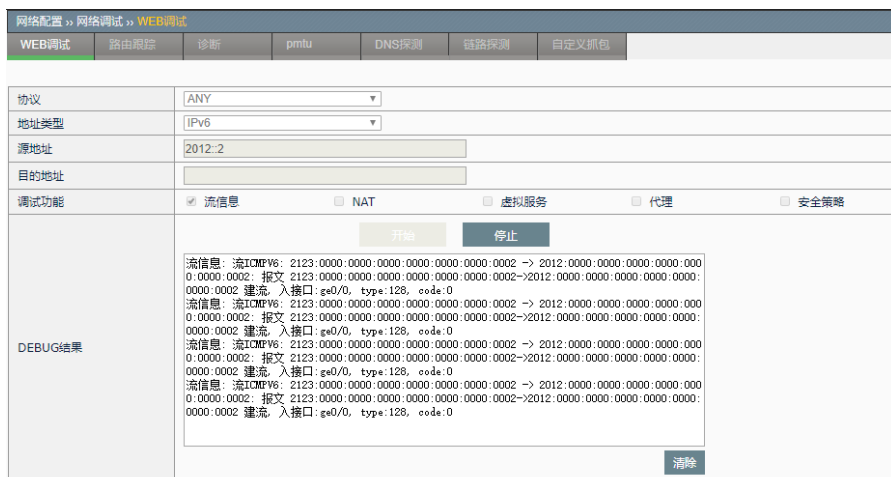 网络配置 ›› 网络调试 ›› WEB调试
WEB调试 路由跟踪 诊断 pmtu DNS探测 链路探测 自定义抓包
协议 ANY
地址类型 IPv6
源地址 2012::2
目的地址
调试功能 流信息 NAT 虚拟服务 代理 安全策略
开始 停止
DEBUG结果
流信息: 流ICMPV6: 2123:0000:0000:0000:0000:0000:0000:0002 -> 2012:0000:0000:0000:0000:000
0:0000:0002: 报文 2123:0000:0000:0000:0000:0000:0000:0002->2012:0000:0000:0000:0000:0000:
0000:0002 建流, 入接口:ge0/0, type:128, code:0
流信息: 流ICMPV6: 2123:0000:0000:0000:0000:0000:0000:0002 -> 2012:0000:0000:0000:0000:000
0:0000:0002: 报文 2123:0000:0000:0000:0000:0000:0000:0002->2012:0000:0000:0000:0000:0000:
0000:0002 建流, 入接口:ge0/0, type:128, code:0
流信息: 流ICMPV6: 2123:0000:0000:0000:0000:0000:0000:0002 -> 2012:0000:0000:0000:0000:000
0:0000:0002: 报文 2123:0000:0000:0000:0000:0000:0000:0002->2012:0000:0000:0000:0000:0000:
0000:0002 建流, 入接口:ge0/0, type:128, code:0
流信息: 流ICMPV6: 2123:0000:0000:0000:0000:0000:0000:0002 -> 2012:0000:0000:0000:0000:000
0:0000:0002: 报文 2123:0000:0000:0000:0000:0000:0000:0002->2012:0000:0000:0000:0000:0000:
0000:0002 建流, 入接口:ge0/0, type:128, code:0
清除